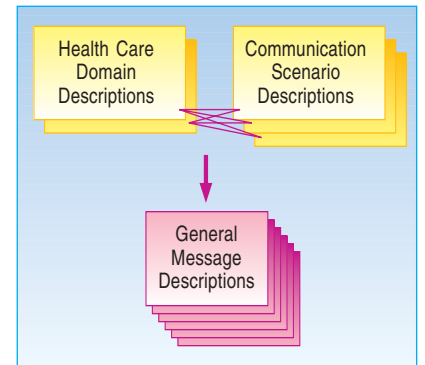 Health Care
Domain
Descriptions
Communication
Scenario
Descriptions
General
Message
Descriptions